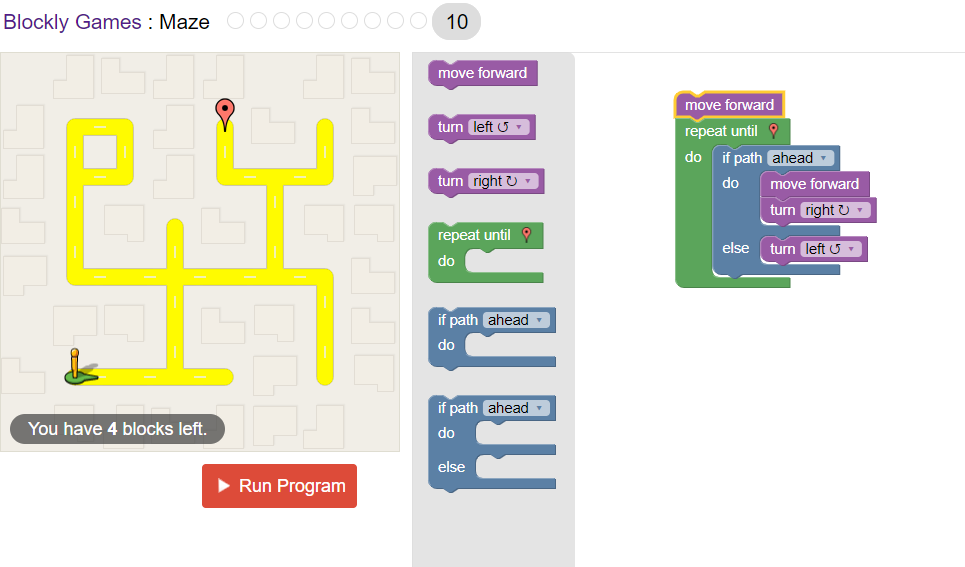 Blockly Games : Maze 10
move forward
turn left ↺ ▾
turn right ↻ ▾
repeat until
do
if path ahead ▾
do
if path ahead ▾
do
else
move forward
repeat until
do if path ahead ▾
do move forward
turn right ↻ ▾
else turn left ↺ ▾
You have 4 blocks left.
Run Program